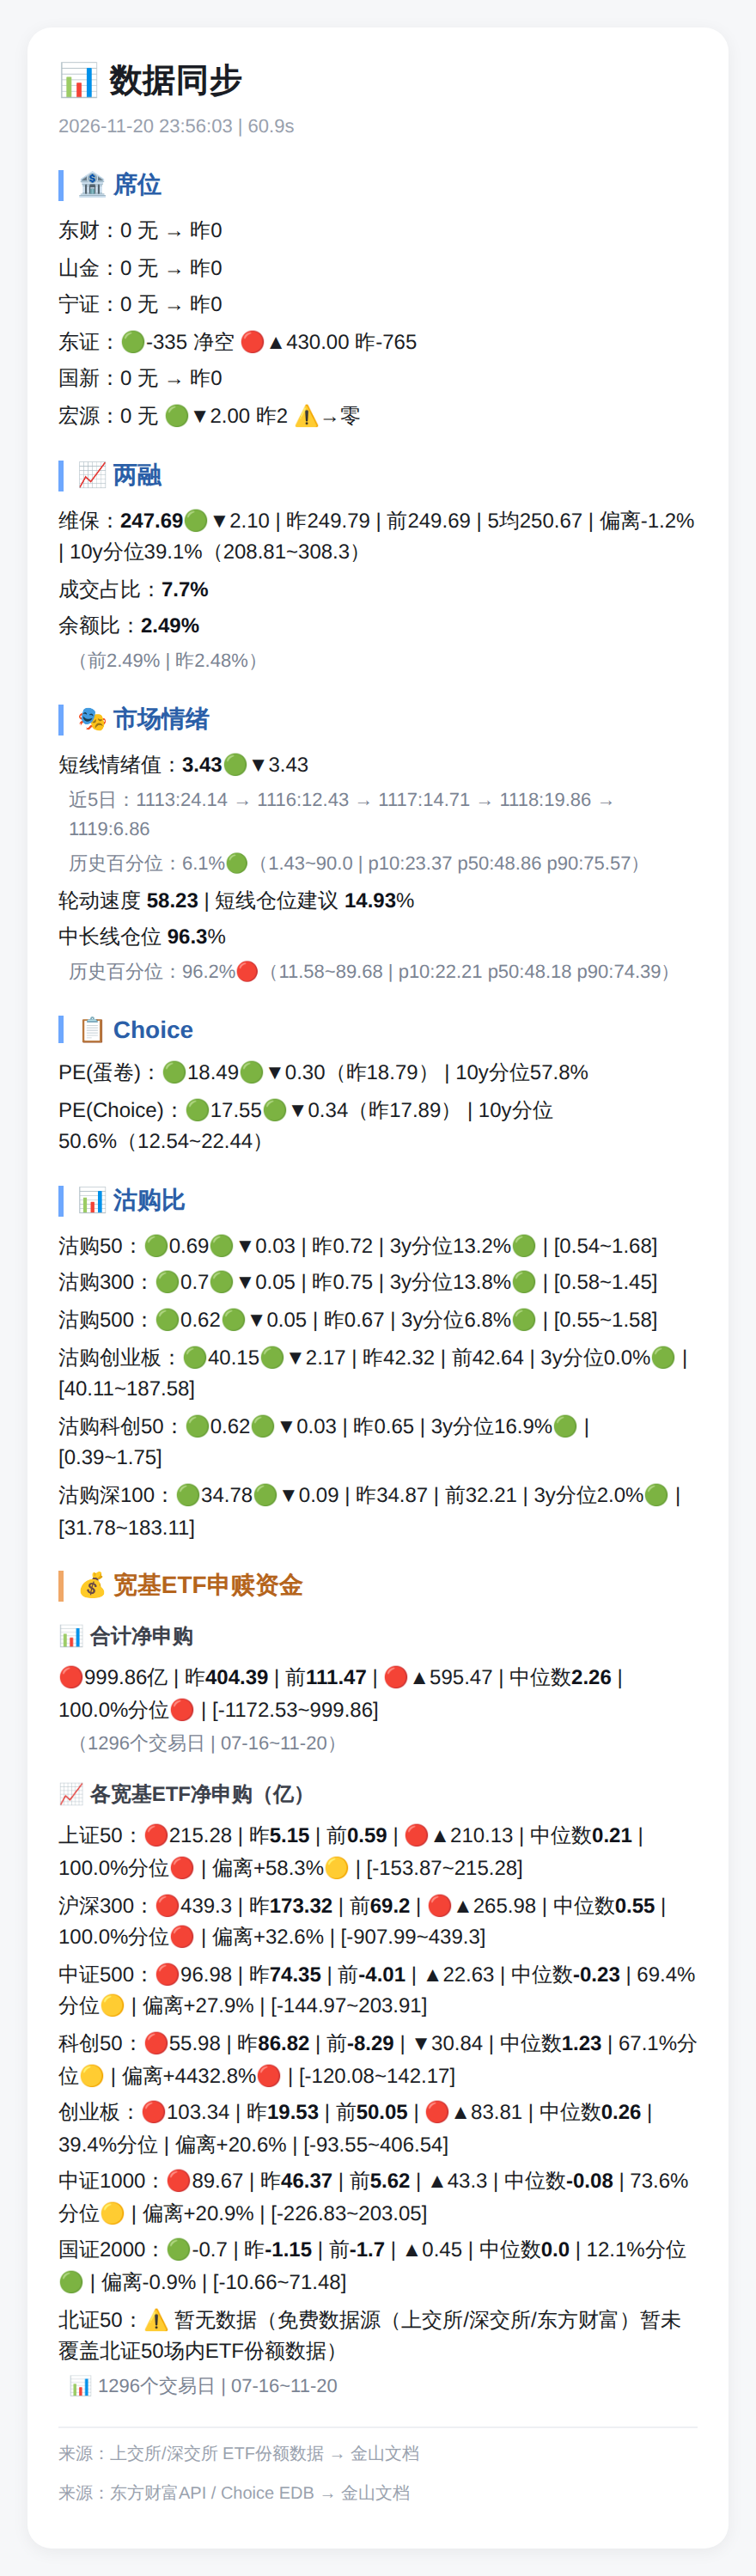 📊 数据同步
2026-11-20 23:56:03 | 60.9s
🏦 席位
东财：0 无 → 昨0
山金：0 无 → 昨0
宁证：0 无 → 昨0
东证：🟢-335 净空 🔴▲430.00 昨-765
国新：0 无 → 昨0
宏源：0 无 🟢▼2.00 昨2 ⚠️→零
📈 两融
维保：247.69🟢▼2.10 | 昨249.79 | 前249.69 | 5均250.67 | 偏离-1.2%
| 10y分位39.1%（208.81~308.3）
成交占比：7.7%
余额比：2.49%
（前2.49% | 昨2.48%）
🎭 市场情绪
短线情绪值：3.43🟢▼3.43
近5日：1113:24.14 → 1116:12.43 → 1117:14.71 → 1118:19.86 →
1119:6.86
历史百分位：6.1%🟢（1.43~90.0 | p10:23.37 p50:48.86 p90:75.57）
轮动速度 58.23 | 短线仓位建议 14.93%
中长线仓位 96.3%
历史百分位：96.2%🔴（11.58~89.68 | p10:22.21 p50:48.18 p90:74.39）
📋 Choice
PE(蛋卷)：🟢18.49🟢▼0.30（昨18.79） | 10y分位57.8%
PE(Choice)：🟢17.55🟢▼0.34（昨17.89） | 10y分位
50.6%（12.54~22.44）
📊 沽购比
沽购50：🟢0.69🟢▼0.03 | 昨0.72 | 3y分位13.2%🟢 | [0.54~1.68]
沽购300：🟢0.7🟢▼0.05 | 昨0.75 | 3y分位13.8%🟢 | [0.58~1.45]
沽购500：🟢0.62🟢▼0.05 | 昨0.67 | 3y分位6.8%🟢 | [0.55~1.58]
沽购创业板：🟢40.15🟢▼2.17 | 昨42.32 | 前42.64 | 3y分位0.0%🟢 |
[40.11~187.58]
沽购科创50：🟢0.62🟢▼0.03 | 昨0.65 | 3y分位16.9%🟢 |
[0.39~1.75]
沽购深100：🟢34.78🟢▼0.09 | 昨34.87 | 前32.21 | 3y分位2.0%🟢 |
[31.78~183.11]
💰 宽基ETF申赎资金
📊 合计净申购
🔴999.86亿 | 昨404.39 | 前111.47 | 🔴▲595.47 | 中位数2.26 |
100.0%分位🔴 | [-1172.53~999.86]
（1296个交易日 | 07-16~11-20）
📈 各宽基ETF净申购（亿）
上证50：🔴215.28 | 昨5.15 | 前0.59 | 🔴▲210.13 | 中位数0.21 |
100.0%分位🔴 | 偏离+58.3%🟡 | [-153.87~215.28]
沪深300：🔴439.3 | 昨173.32 | 前69.2 | 🔴▲265.98 | 中位数0.55 |
100.0%分位🔴 | 偏离+32.6% | [-907.99~439.3]
中证500：🔴96.98 | 昨74.35 | 前-4.01 | ▲22.63 | 中位数-0.23 | 69.4%
分位🟡 | 偏离+27.9% | [-144.97~203.91]
科创50：🔴55.98 | 昨86.82 | 前-8.29 | ▼30.84 | 中位数1.23 | 67.1%分
位🟡 | 偏离+4432.8%🔴 | [-120.08~142.17]
创业板：🔴103.34 | 昨19.53 | 前50.05 | 🔴▲83.81 | 中位数0.26 |
39.4%分位 | 偏离+20.6% | [-93.55~406.54]
中证1000：🔴89.67 | 昨46.37 | 前5.62 | ▲43.3 | 中位数-0.08 | 73.6%
分位🟡 | 偏离+20.9% | [-226.83~203.05]
国证2000：🟢-0.7 | 昨-1.15 | 前-1.7 | ▲0.45 | 中位数0.0 | 12.1%分位
🟢 | 偏离-0.9% | [-10.66~71.48]
北证50：⚠️ 暂无数据（免费数据源（上交所/深交所/东方财富）暂未
覆盖北证50场内ETF份额数据）
📊 1296个交易日 | 07-16~11-20
来源：上交所/深交所 ETF份额数据 → 金山文档
来源：东方财富API / Choice EDB → 金山文档